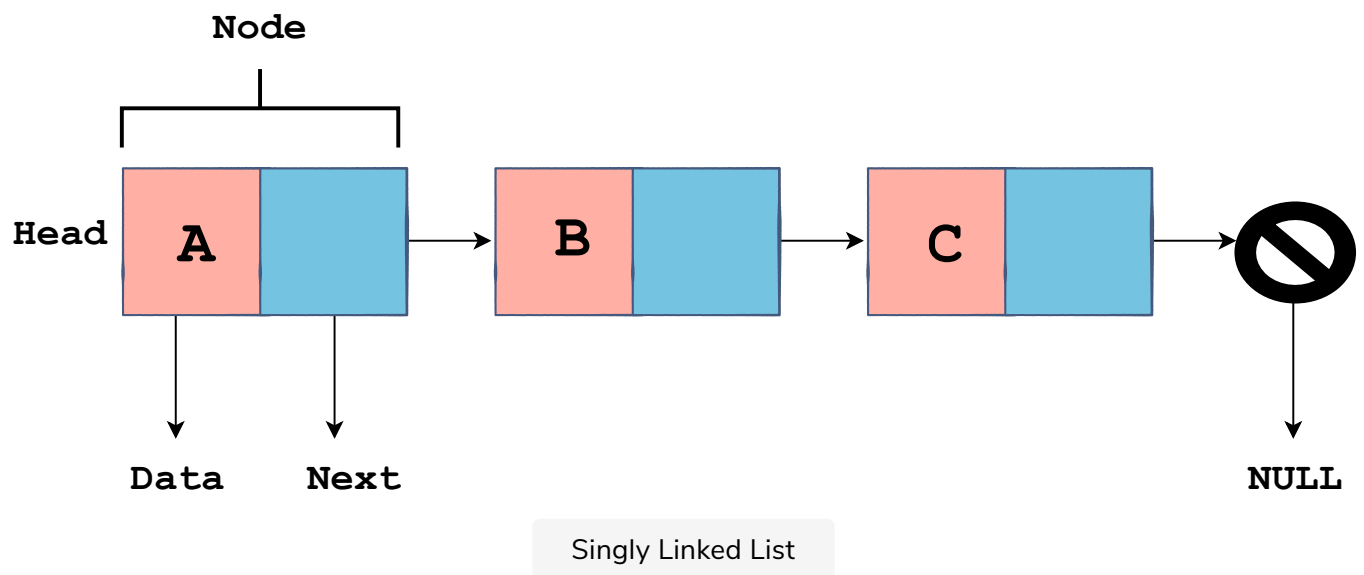 Node
Head
A
B
C
Data
Next
NULL
Singly Linked List